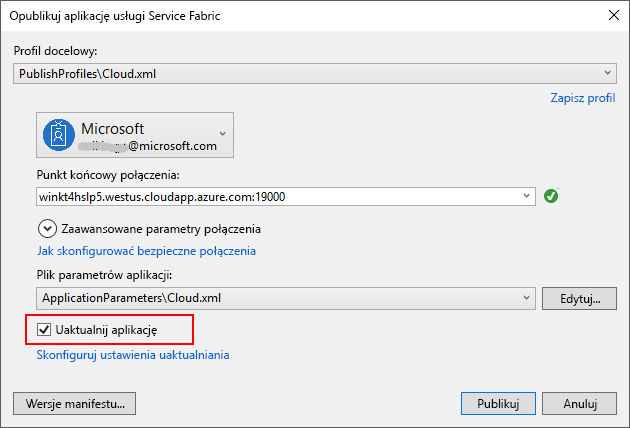 Opublikuj aplikację usługi Service Fabric
Profil docelowy:
PublishProfiles\Cloud.xml
Zapisz profil
Microsoft
@microsoft.com
Punkt końcowy połączenia:
winkt4hslp5.westus.cloudapp.azure.com:19000
Zaawansowane parametry połączenia
Jak skonfigurować bezpieczne połączenia
Plik parametrów aplikacji:
ApplicationParameters\Cloud.xml
Edytuj...
Uaktualnij aplikację
Skonfiguruj ustawienia uaktualniania
Wersje manifestu...
Publikuj
Anuluj